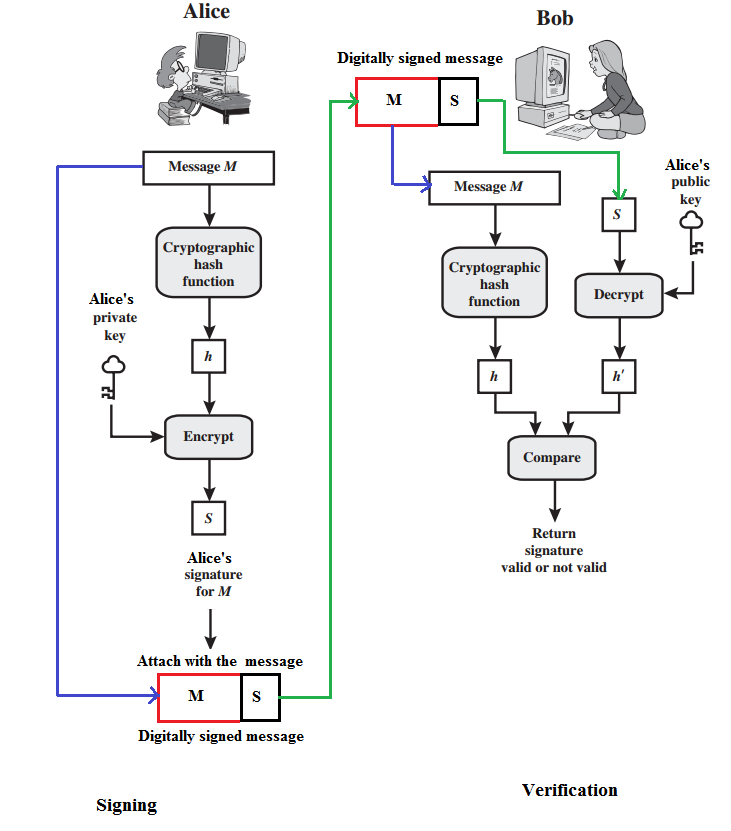 Alice
Message M
Cryptographic
hash
function
Alice's
private
key
h
Encrypt
S
Alice's
signature
for M
Attach with the message
M S
Digitally signed message
Signing
Bob
Digitally signed message
M S
Message M
Cryptographic
hash
function
h
Alice's
public
key
S
Decrypt
h'
Compare
Return
signature
valid or not valid
Verification